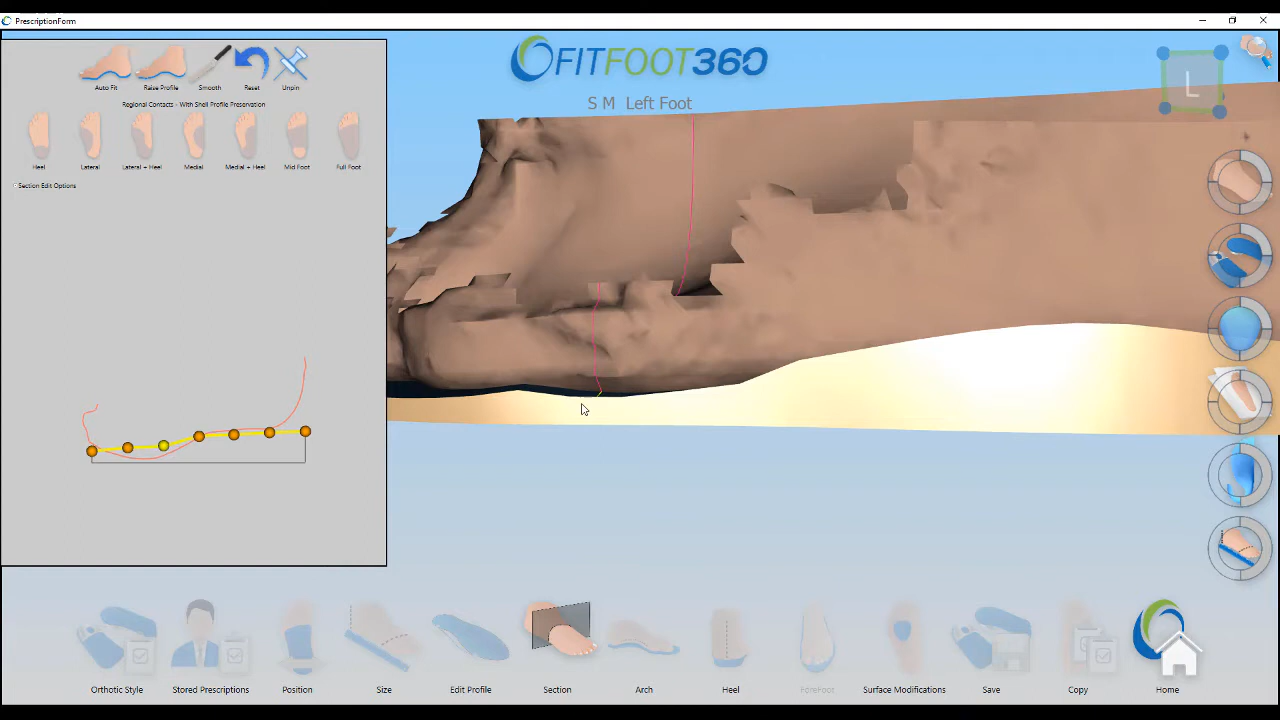 PrescriptionForm
FITFOOT360
S M Left Foot
L
Auto Fit Raise Profile Smooth Reset Unpin
Regional Contacts - With Shell Profile Preservation
Heel Lateral Lateral + Heel Medial Medial + Heel Mid Foot Full Foot
Section Edit Options
Orthotic Style Stored Prescriptions Position Size Edit Profile Section Arch Heel ForeFoot Surface Modifications Save Copy Home